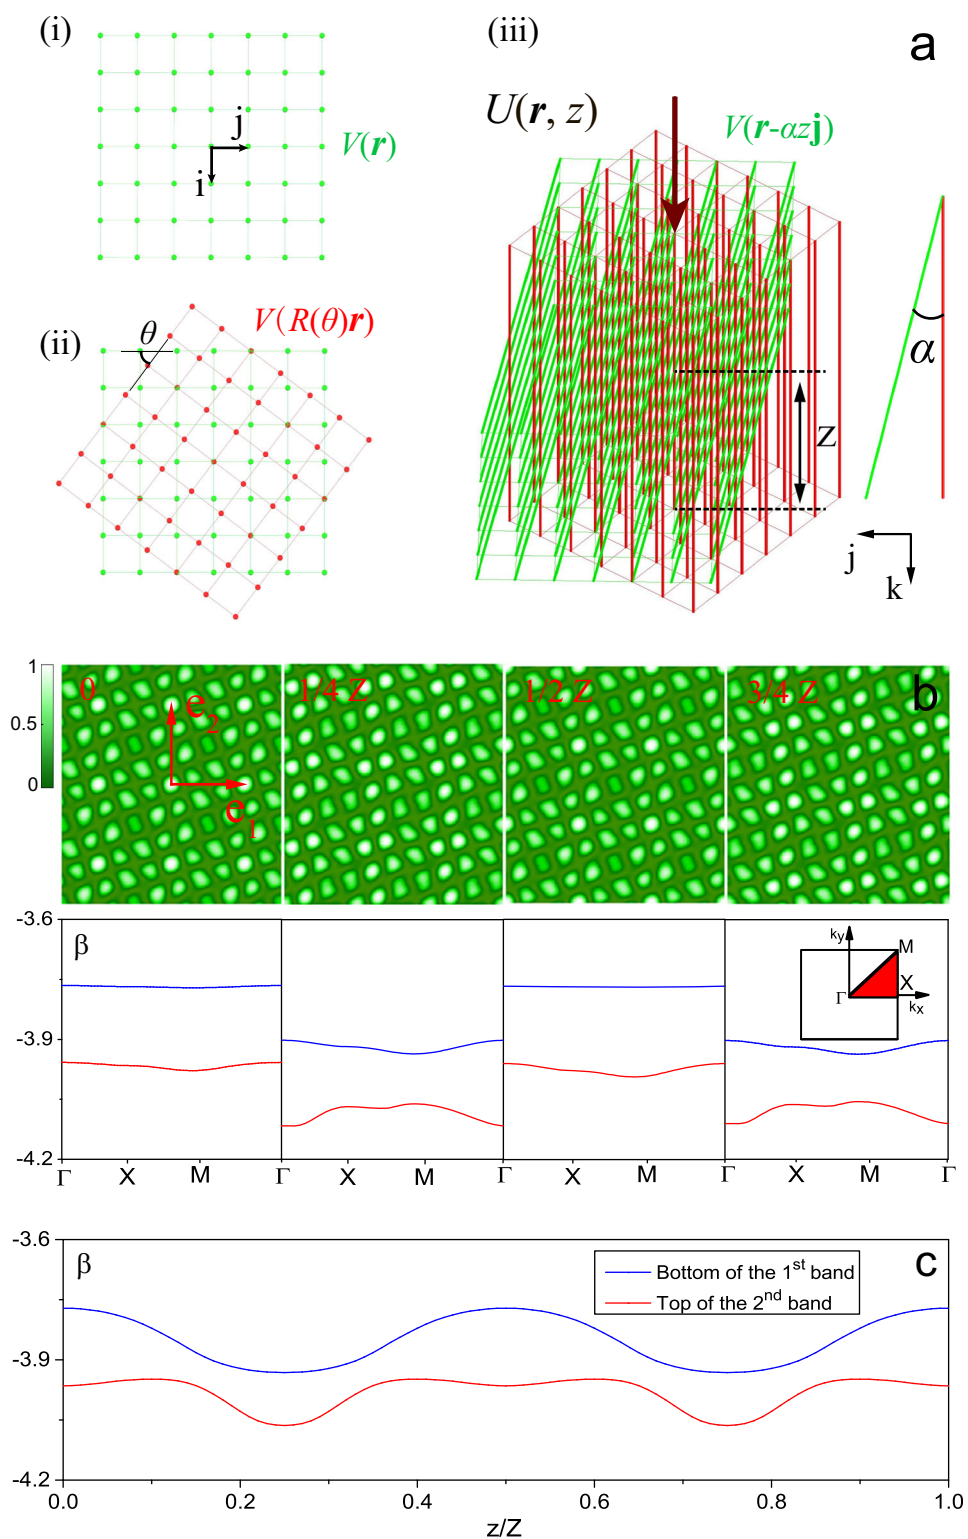 (i)
(iii)
a
U(r, z)
V(r-αzj)
j
i
V(r)
(ii)
V(R(θ)r)
θ
α
Z
j
k
1
0.5
0
0
1/4 Z
1/2 Z
3/4 Z
b
e2
e1
-3.6
β
-3.9
-4.2
ky
M
Γ
X
kx
Γ X M Γ X M Γ X M Γ X M Γ
-3.6
β
c
Bottom of the 1st band
Top of the 2nd band
-3.9
-4.2
0.0 0.2 0.4 0.6 0.8 1.0
z/Z